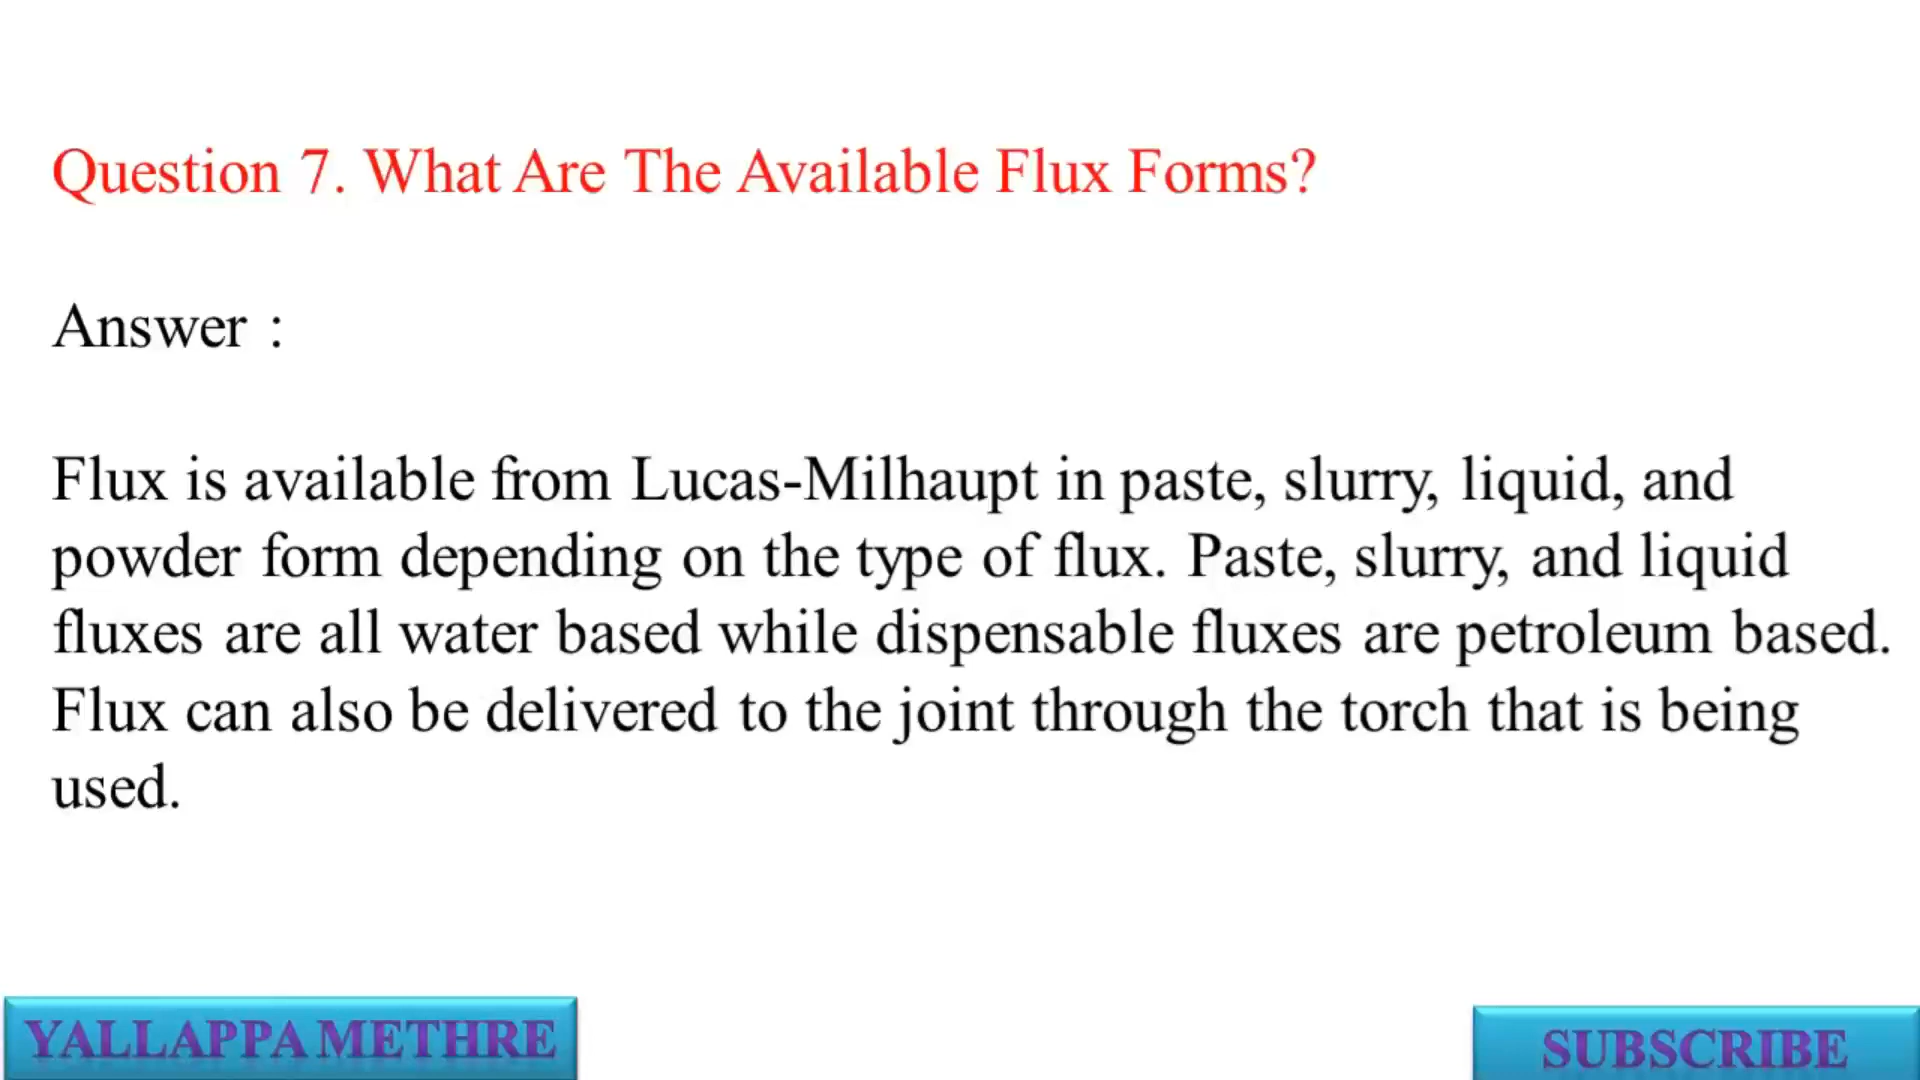 Question 7. What Are The Available Flux Forms?
Answer :
Flux is available from Lucas-Milhaupt in paste, slurry, liquid, and
powder form depending on the type of flux. Paste, slurry, and liquid
fluxes are all water based while dispensable fluxes are petroleum based.
Flux can also be delivered to the joint through the torch that is being
used.
YALLAPPA METHRE
SUBSCRIBE